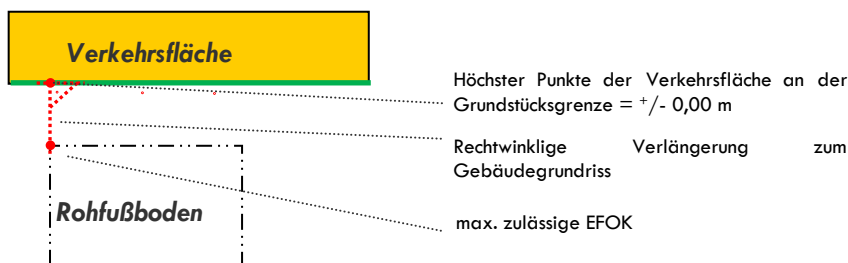 Verkehrsfläche
Höchster Punkte der Verkehrsfläche an der
Grundstücksgrenze = +/- 0,00 m
Rechtwinklige Verlängerung zum
Gebäudegrundriss
Rohfußboden
max. zulässige EFOK